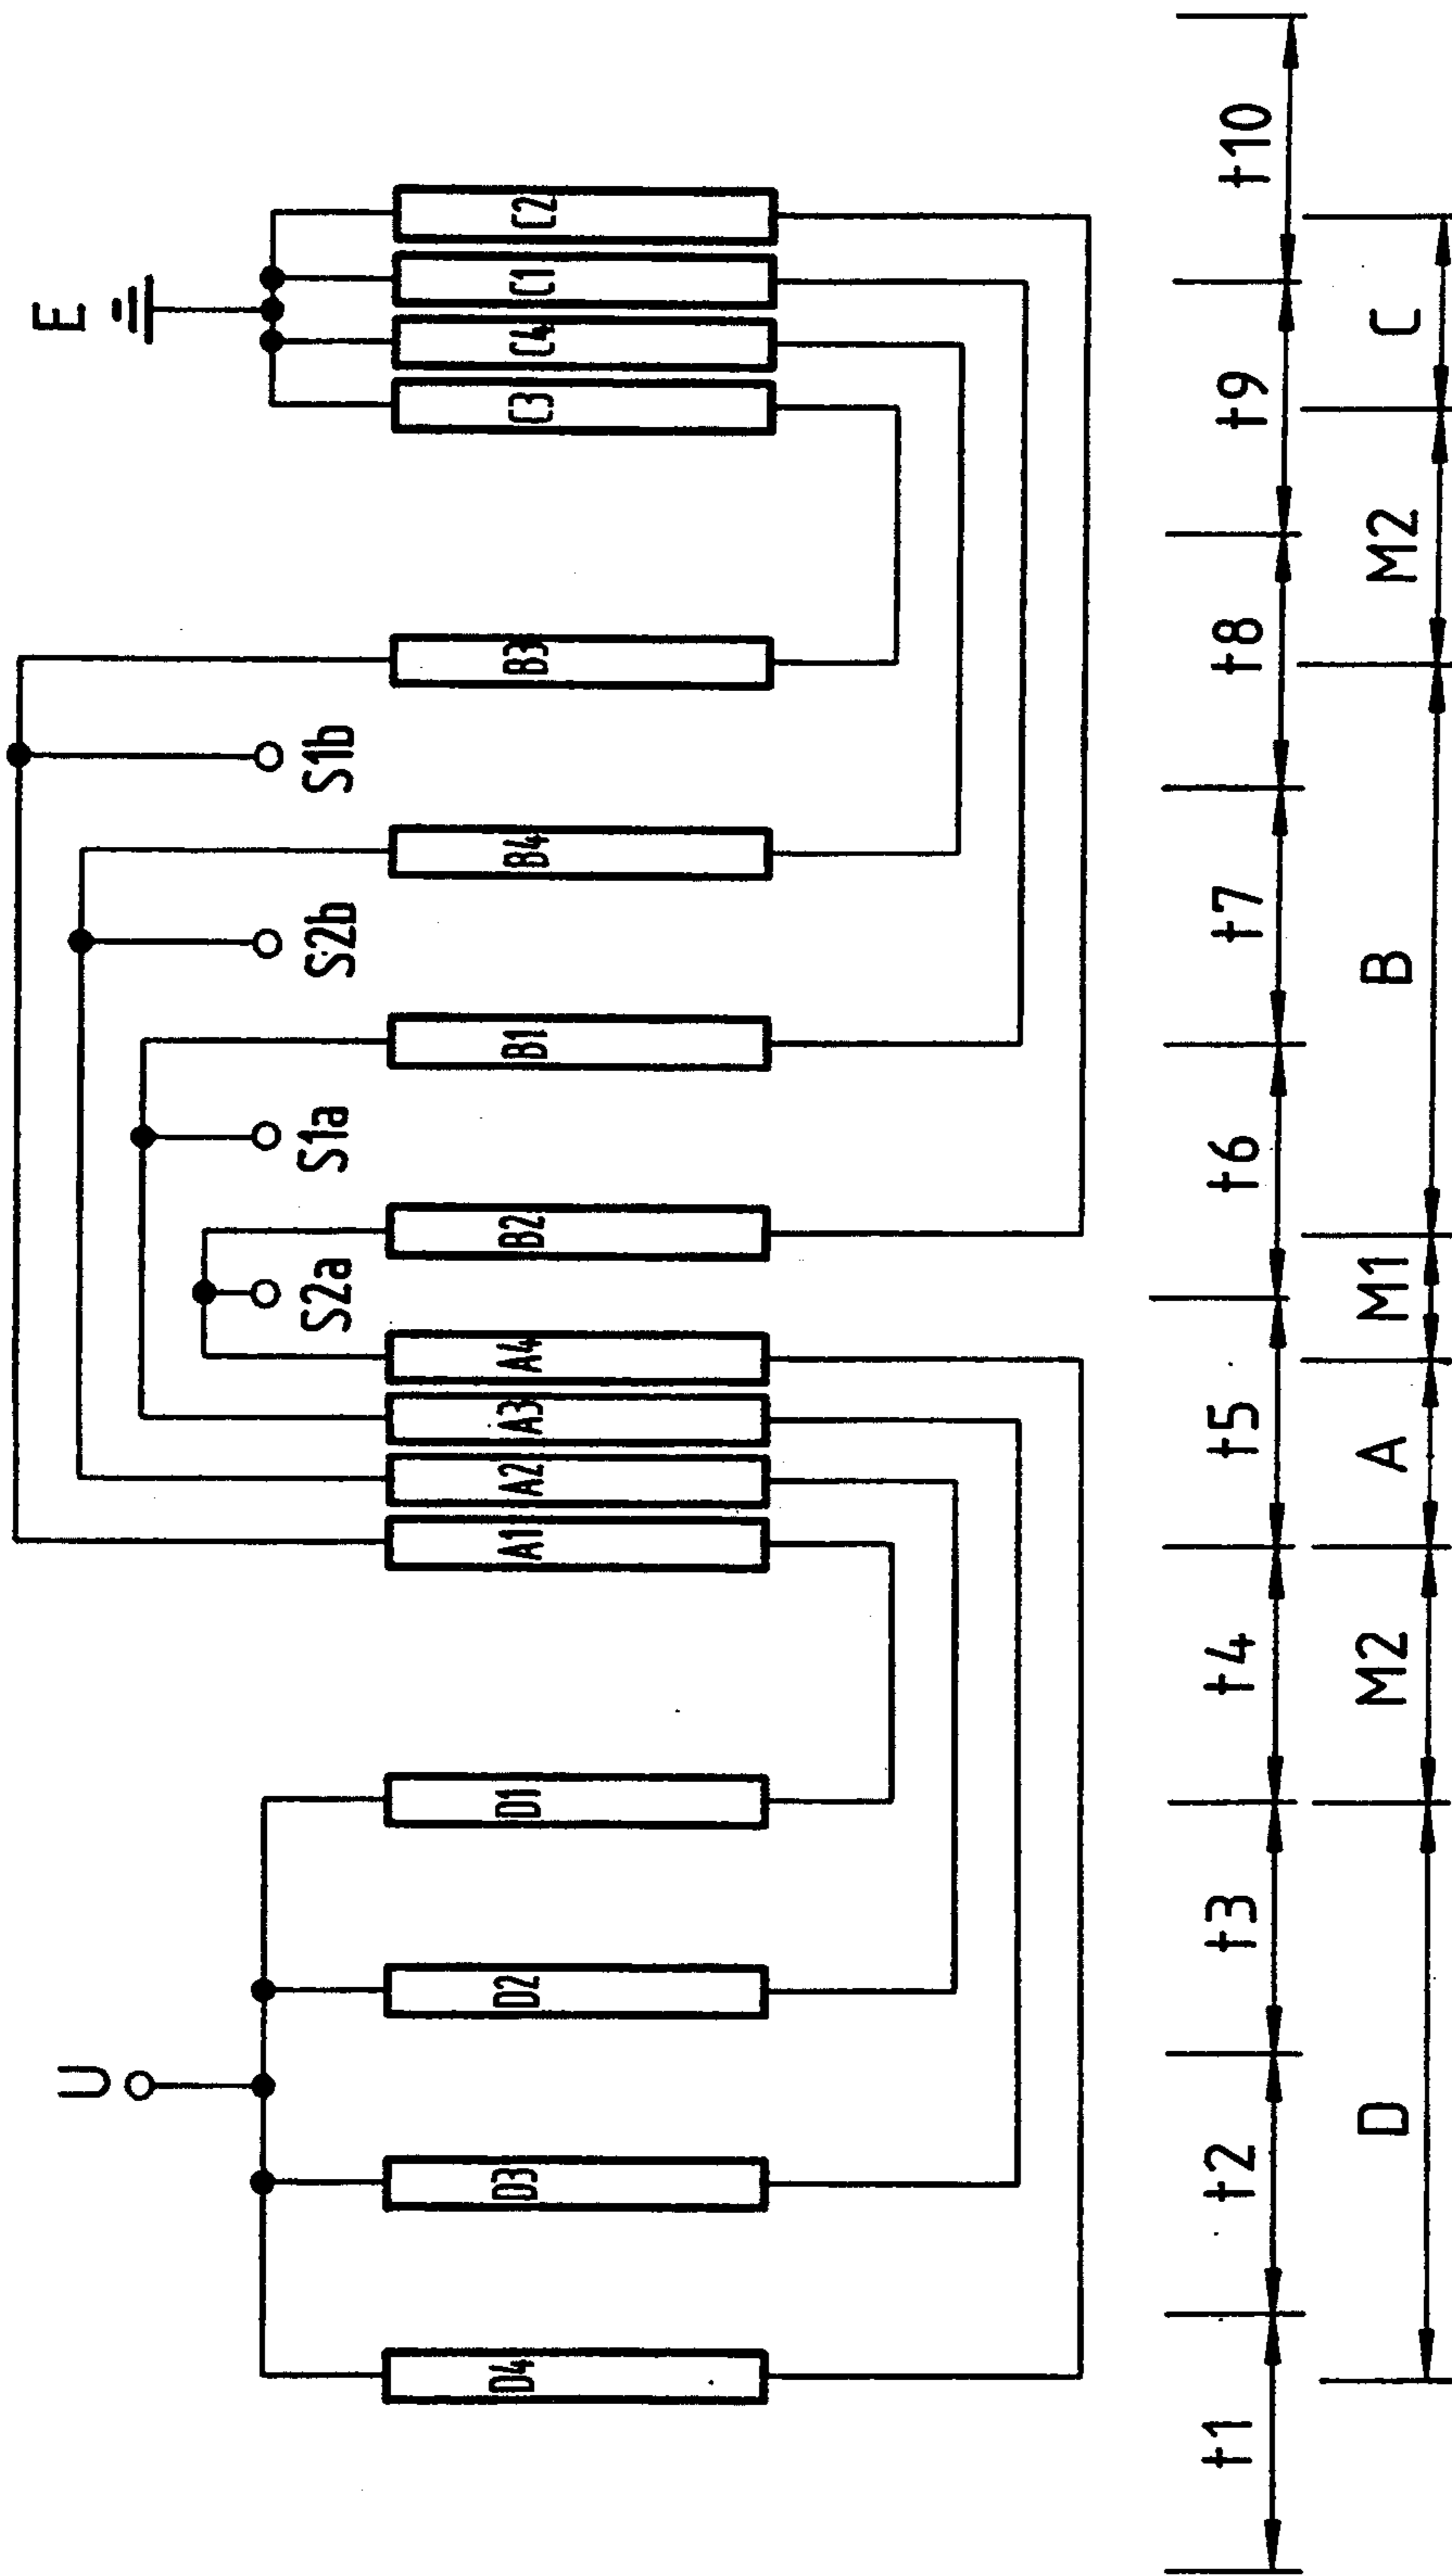 U
E
S2a
S1a
S2b
S1b
D4
D3
D2
D1
A1
A2
A3
A4
B2
B1
B4
B3
C3
C4
C1
C2
t1
t2
t3
t4
t5
t6
t7
t8
t9
t10
D
M2
A
M1
B
M2
C